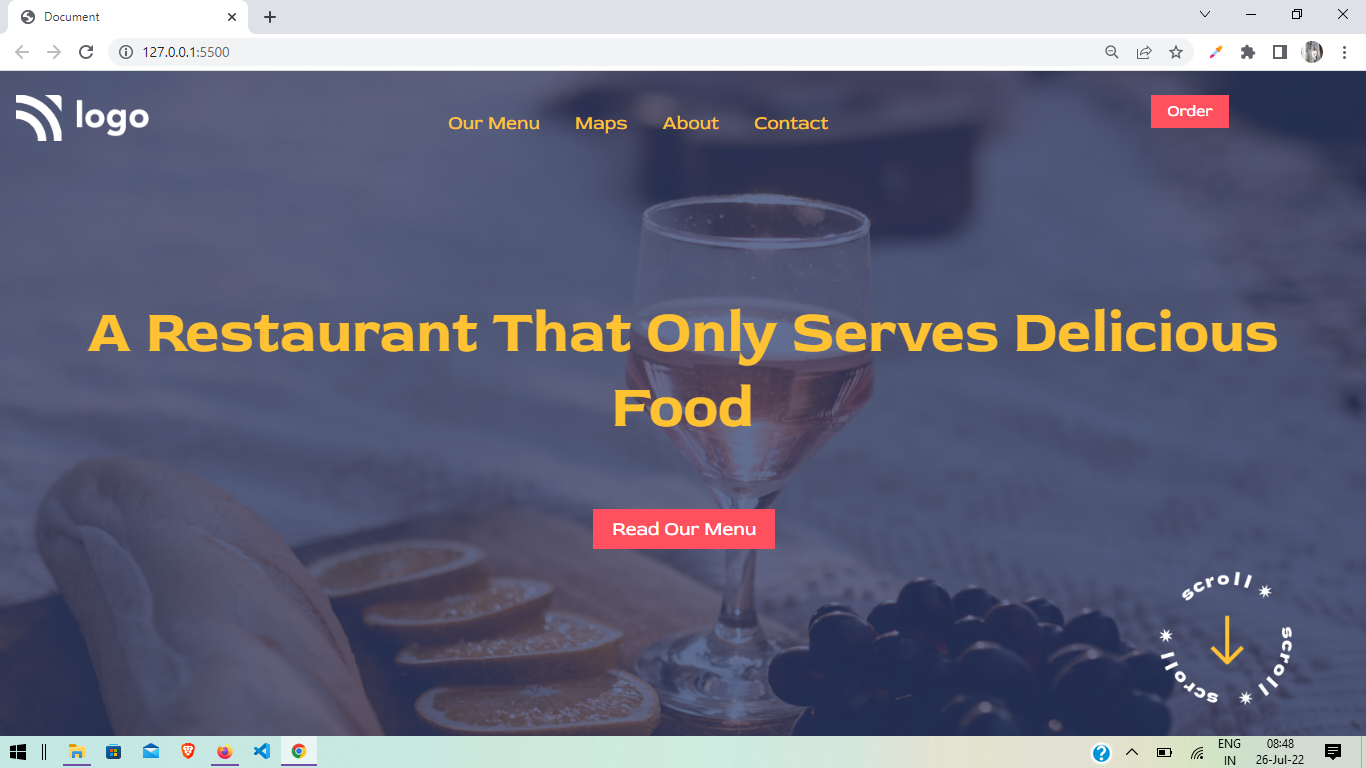 Document
127.0.0.1:5500
logo
Our Menu Maps About Contact
Order
A Restaurant That Only Serves Delicious
Food
Read Our Menu
scroll
scroll
scroll
ENG
IN
08:48
26-Jul-22